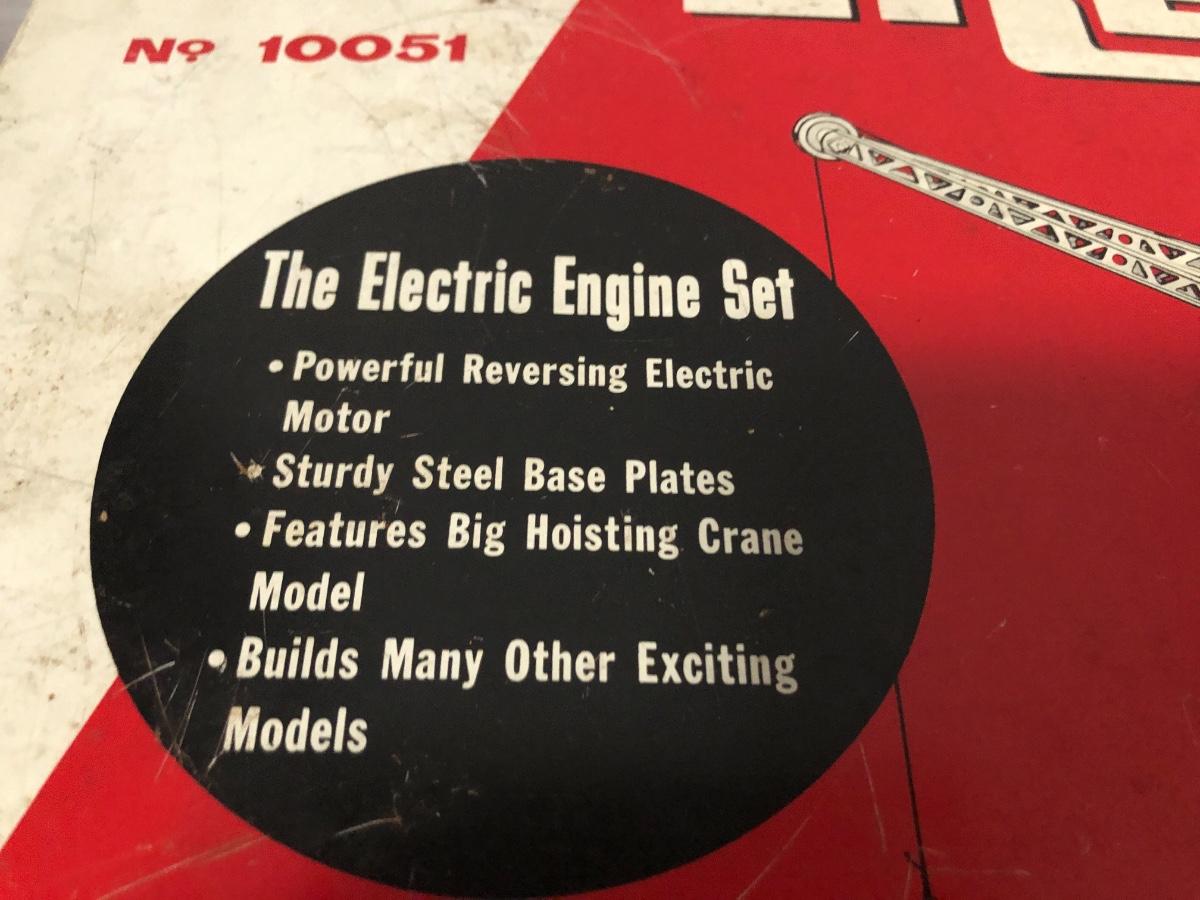 No 10051
The Electric Engine Set
• Powerful Reversing Electric
Motor
• Sturdy Steel Base Plates
• Features Big Hoisting Crane
Model
• Builds Many Other Exciting
Models